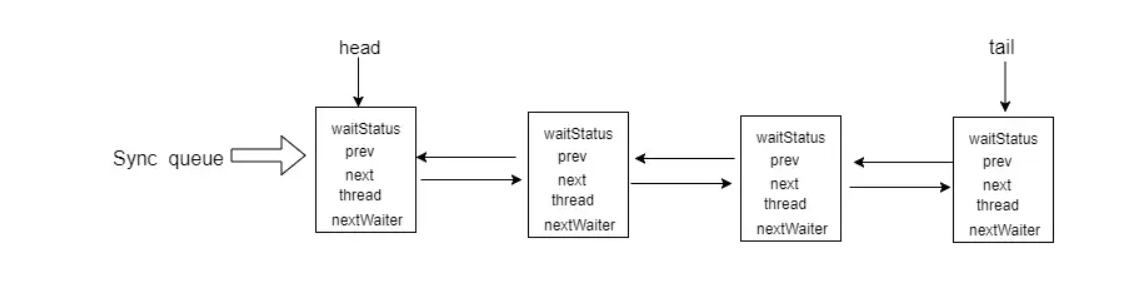 head
tail
Sync queue
waitStatus
prev
next
thread
nextWaiter
waitStatus
prev
next
thread
nextWaiter
waitStatus
prev
next
thread
nextWaiter
waitStatus
prev
next
thread
nextWaiter